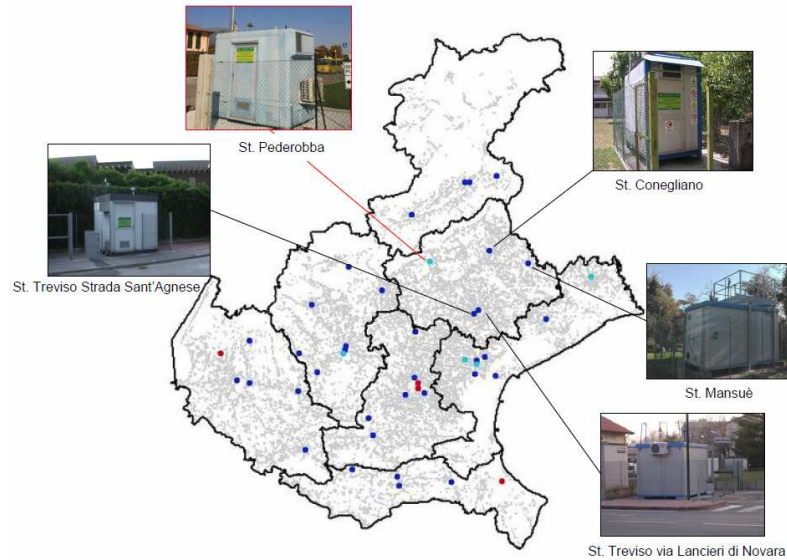 St. Pederobba
St. Conegliano
St. Treviso Strada Sant'Agnese
St. Mansuè
St. Treviso via Lancieri di Novara